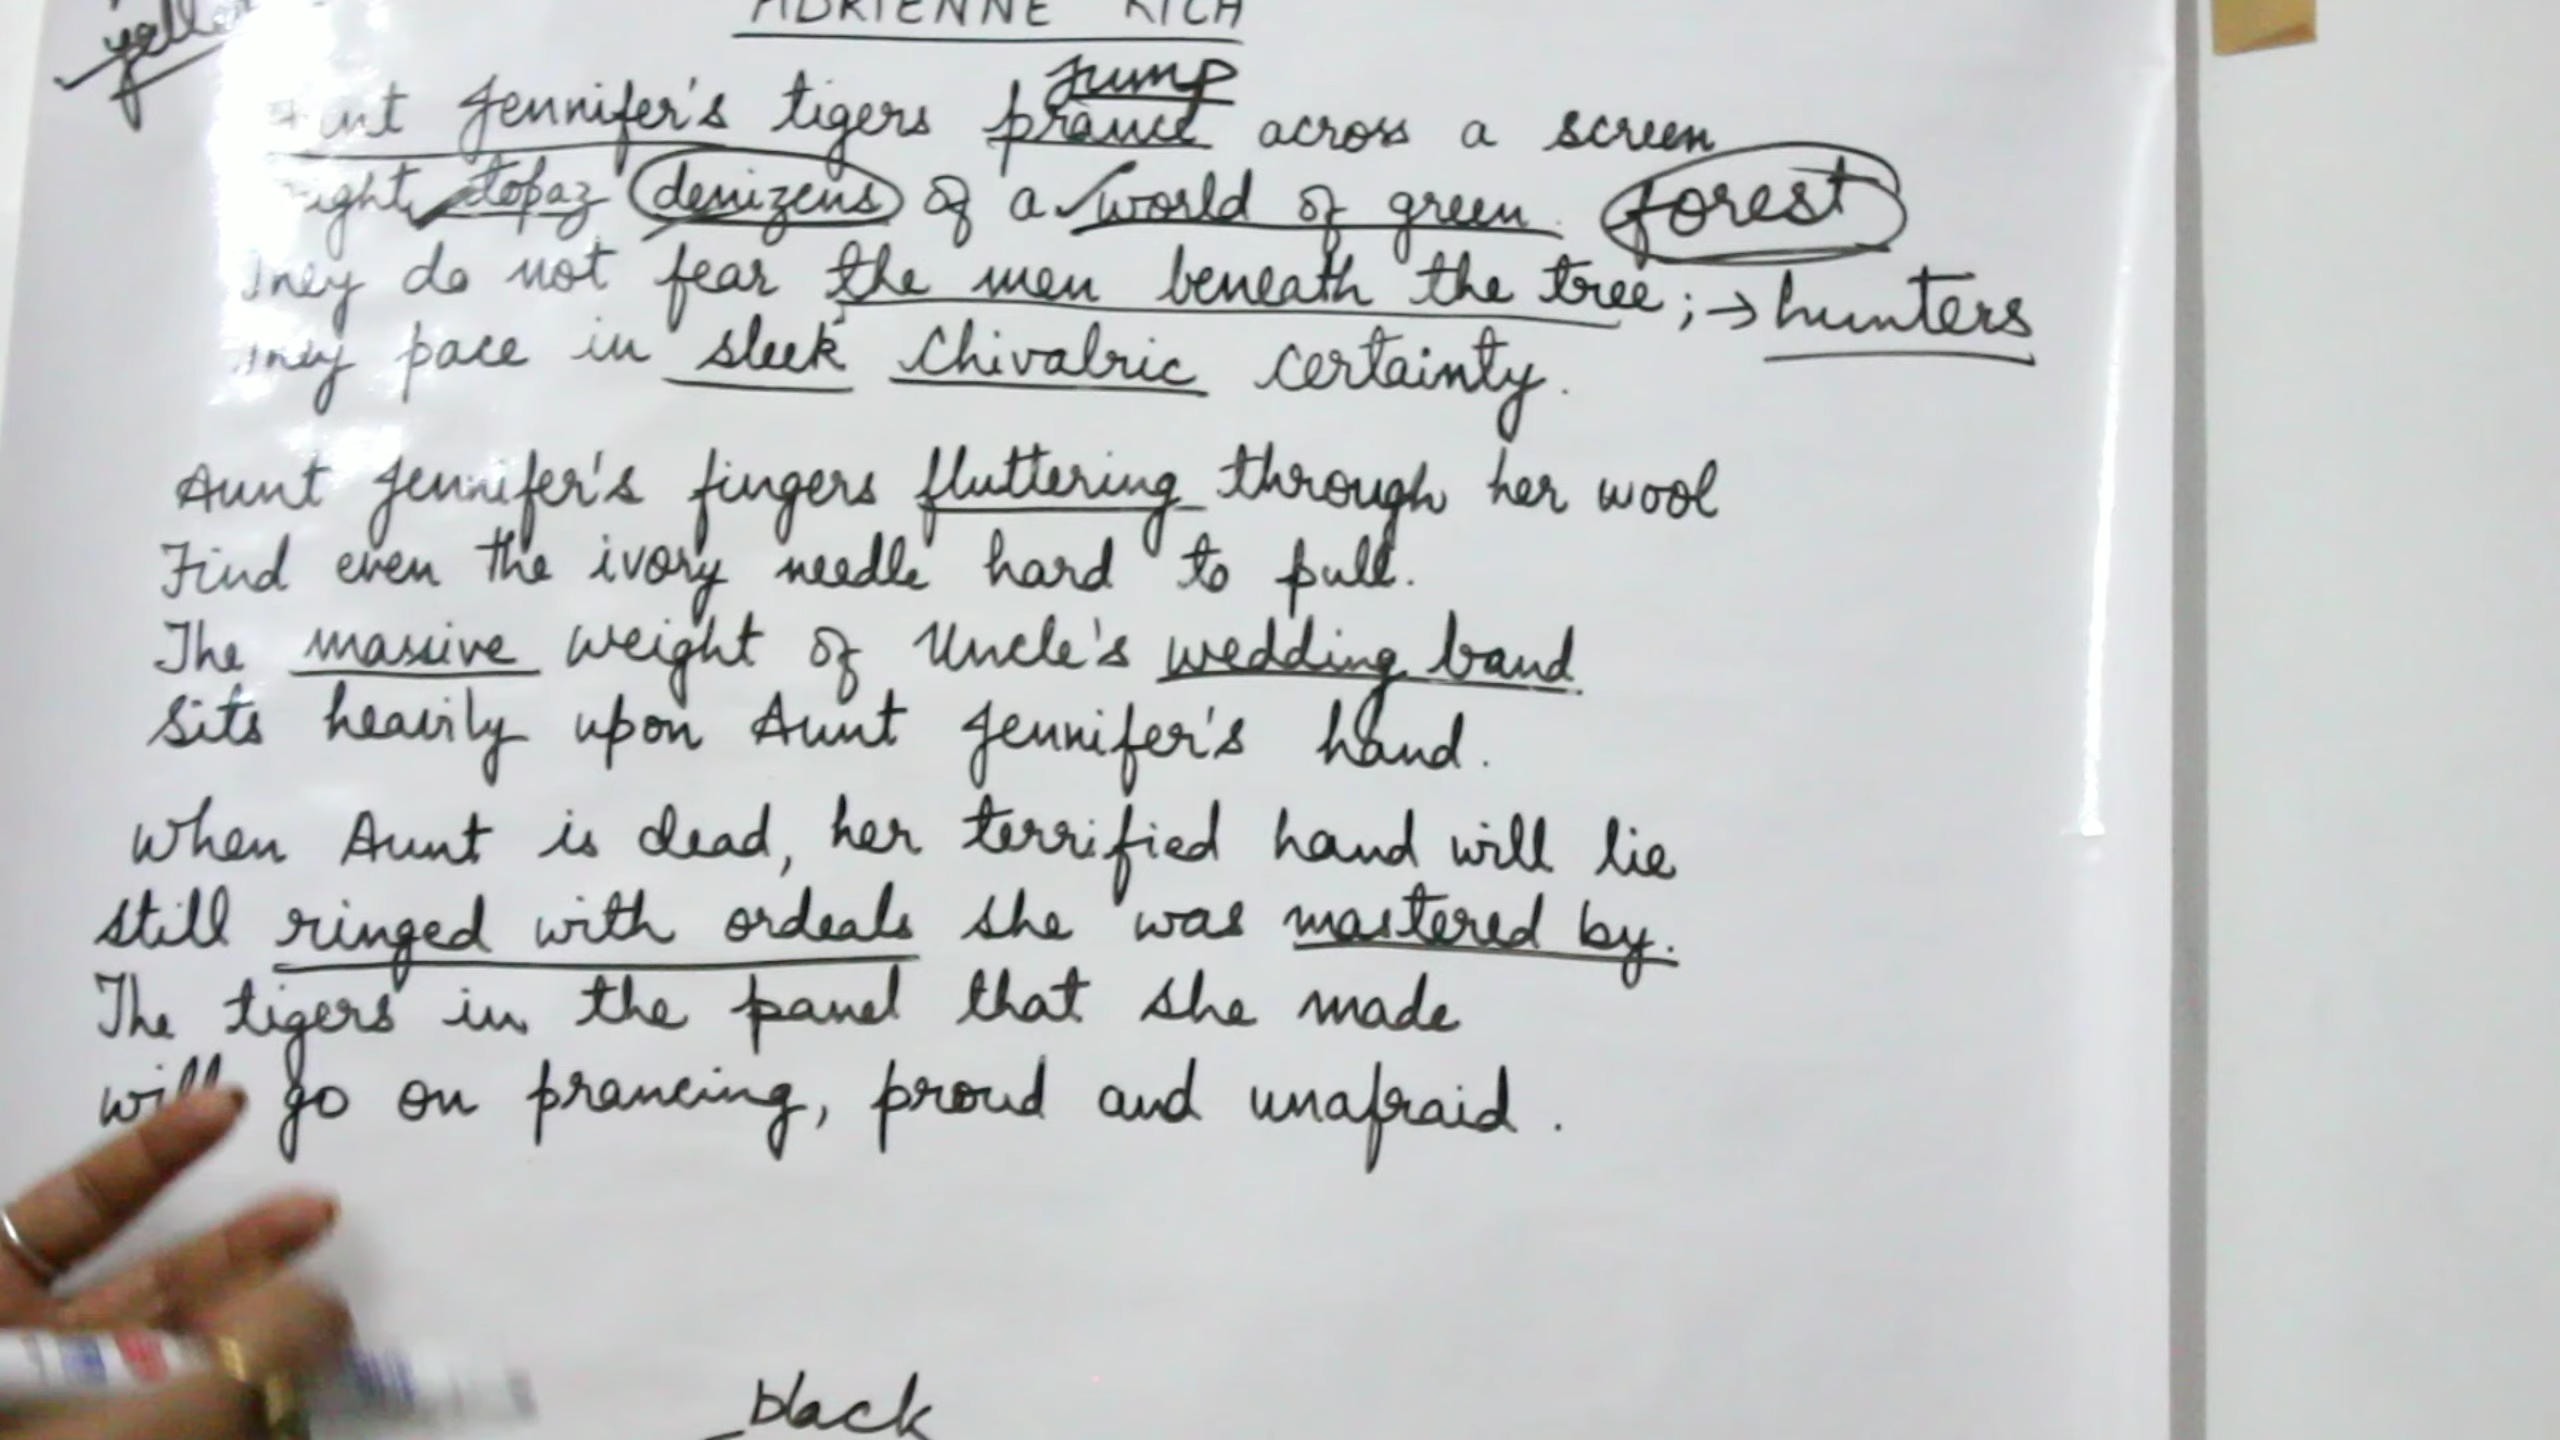 ADRIENNE RICH
yellow
Jump
Aunt Jennifer's tigers prance across a screen
Bright topaz denizens of a world of green. forest
They do not fear the men beneath the tree; → hunters
They pace in sleek chivalric certainty.
Aunt Jennifer's fingers fluttering through her wool
Find even the ivory needle hard to pull.
The massive weight of Uncle's wedding band
Sits heavily upon Aunt Jennifer's hand.
When Aunt is dead, her terrified hand will lie
still ringed with ordeals she was mastered by.
The tigers in the panel that she made
will go on prancing, proud and unafraid.
black